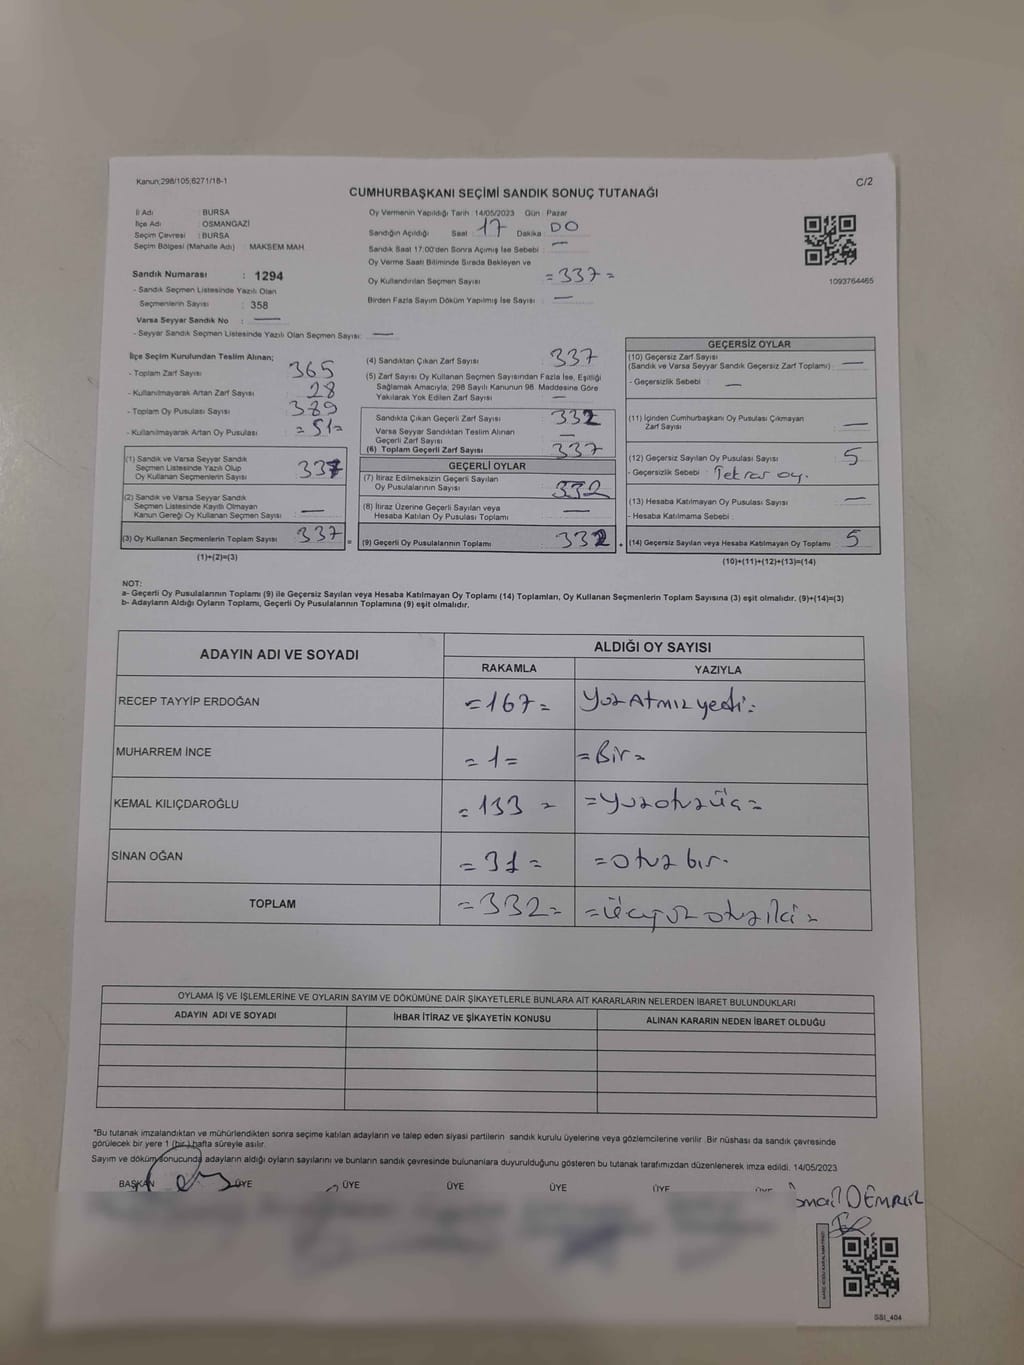 Kanun;298/105;6271/18-1
C/2
CUMHURBAŞKANI SEÇİMİ SANDIK SONUÇ TUTANAĞI
İl Adı : BURSA
İlçe Adı : OSMANGAZİ
Seçim Çevresi : BURSA
Seçim Bölgesi (Mahalle Adı) : MAKSEM MAH.
Sandık Numarası : 1294
- Sandık Seçmen Listesinde Yazılı Olan
Seçmenlerin Sayısı : 358
Varsa Seyyar Sandık No : —
- Seyyar Sandık Seçmen Listesinde Yazılı Olan Seçmen Sayısı: —
Oy Vermenin Yapıldığı Tarih : 14/05/2023 Gün : Pazar
Sandığın Açıldığı Saat : 17 Dakika : 00
Sandık Saat 17:00'den Sonra Açımış İse Sebebi : —
Oy Verme Saati Bitiminde Sırada Bekleyen ve
Oy Kullandırılan Seçmen Sayısı : =337=
Birden Fazla Sayım Döküm Yapılmış İse Sayısı : —
1093764465
İlçe Seçim Kurulundan Teslim Alınan;
- Toplam Zarf Sayısı : 365
- Kullanılmayarak Artan Zarf Sayısı : 28
- Toplam Oy Pusulası Sayısı : 389
- Kullanılmayarak Artan Oy Pusulası : =51=
(1) Sandık ve Varsa Seyyar Sandık
Seçmen Listesinde Yazılı Olup
Oy Kullanan Seçmenlerin Sayısı : 337
(2) Sandık ve Varsa Seyyar Sandık
Seçmen Listesinde Kayıtlı Olmayan
Kanun Gereği Oy Kullanan Seçmen Sayısı : —
(3) Oy Kullanan Seçmenlerin Toplam Sayısı : 337 =
(1)+(2)=(3)
(4) Sandıktan Çıkan Zarf Sayısı : 337
(5) Zarf Sayısı Oy Kullanan Seçmen Sayısından Fazla İse, Eşitliği
Sağlamak Amacıyla, 298 Sayılı Kanunun 98. Maddesine Göre
Yakılarak Yok Edilen Zarf Sayısı : —
Sandıkta Çıkan Geçerli Zarf Sayısı : 332
Varsa Seyyar Sandıktan Teslim Alınan
Geçerli Zarf Sayısı : —
(6) Toplam Geçerli Zarf Sayısı : 337
GEÇERLİ OYLAR
(7) İtiraz Edilmeksizin Geçerli Sayılan
Oy Pusulalarının Sayısı : 332
(8) İtiraz Üzerine Geçerli Sayılan veya
Hesaba Katılan Oy Pusulası Toplamı : —
(9) Geçerli Oy Pusulalarının Toplamı : 332 +
GEÇERSİZ OYLAR
(10) Geçersiz Zarf Sayısı
(Sandık ve Varsa Seyyar Sandık Geçersiz Zarf Toplamı) : —
- Geçersizlik Sebebi : —
(11) İçinden Cumhurbaşkanı Oy Pusulası Çıkmayan
Zarf Sayısı : —
(12) Geçersiz Sayılan Oy Pusulası Sayısı : 5
- Geçersizlik Sebebi : Tekrar oy.
(13) Hesaba Katılmayan Oy Pusulası Sayısı : —
- Hesaba Katılmama Sebebi :
(14) Geçersiz Sayılan veya Hesaba Katılmayan Oy Toplamı : 5
(10)+(11)+(12)+(13)=(14)
NOT:
a- Geçerli Oy Pusulalarının Toplamı (9) ile Geçersiz Sayılan veya Hesaba Katılmayan Oy Toplamı (14) Toplamları, Oy Kullanan Seçmenlerin Toplam Sayısına (3) eşit olmalıdır. (9)+(14)=(3)
b- Adayların Aldığı Oyların Toplamı, Geçerli Oy Pusulalarının Toplamına (9) eşit olmalıdır.
ADAYIN ADI VE SOYADI
ALDIĞI OY SAYISI
RAKAMLA YAZIYLA
RECEP TAYYİP ERDOĞAN =167= YüzAtmışyedi=
MUHARREM İNCE =1= =Bir=
KEMAL KILIÇDAROĞLU =133= =Yüzotuzüç=
SİNAN OĞAN =31= =otuz bir.
TOPLAM =332= =üçyüz otuziki=
OYLAMA İŞ VE İŞLEMLERİNE VE OYLARIN SAYIM VE DÖKÜMÜNE DAİR ŞİKAYETLERLE BUNLARA AİT KARARLARIN NELERDEN İBARET BULUNDUKLARI
ADAYIN ADI VE SOYADI İHBAR İTİRAZ VE ŞİKAYETİN KONUSU ALINAN KARARIN NEDEN İBARET OLDUĞU
*Bu tutanak imzalandıktan ve mühürlendikten sonra seçime katılan adayların ve talep eden siyasi partilerin sandık kurulu üyelerine veya gözlemcilerine verilir .Bir nüshası da sandık çevresinde
görülecek bir yere 1 (bir ) hafta süreyle asılır.
Sayım ve döküm sonucunda adayların aldığı oyların sayılarını ve bunların sandık çevresinde bulunanlara duyurulduğunu gösteren bu tutanak tarafımızdan düzenlenerek imza edildi. 14/05/2023
BAŞKAN ÜYE ÜYE ÜYE ÜYE ÜYE
SSI_404